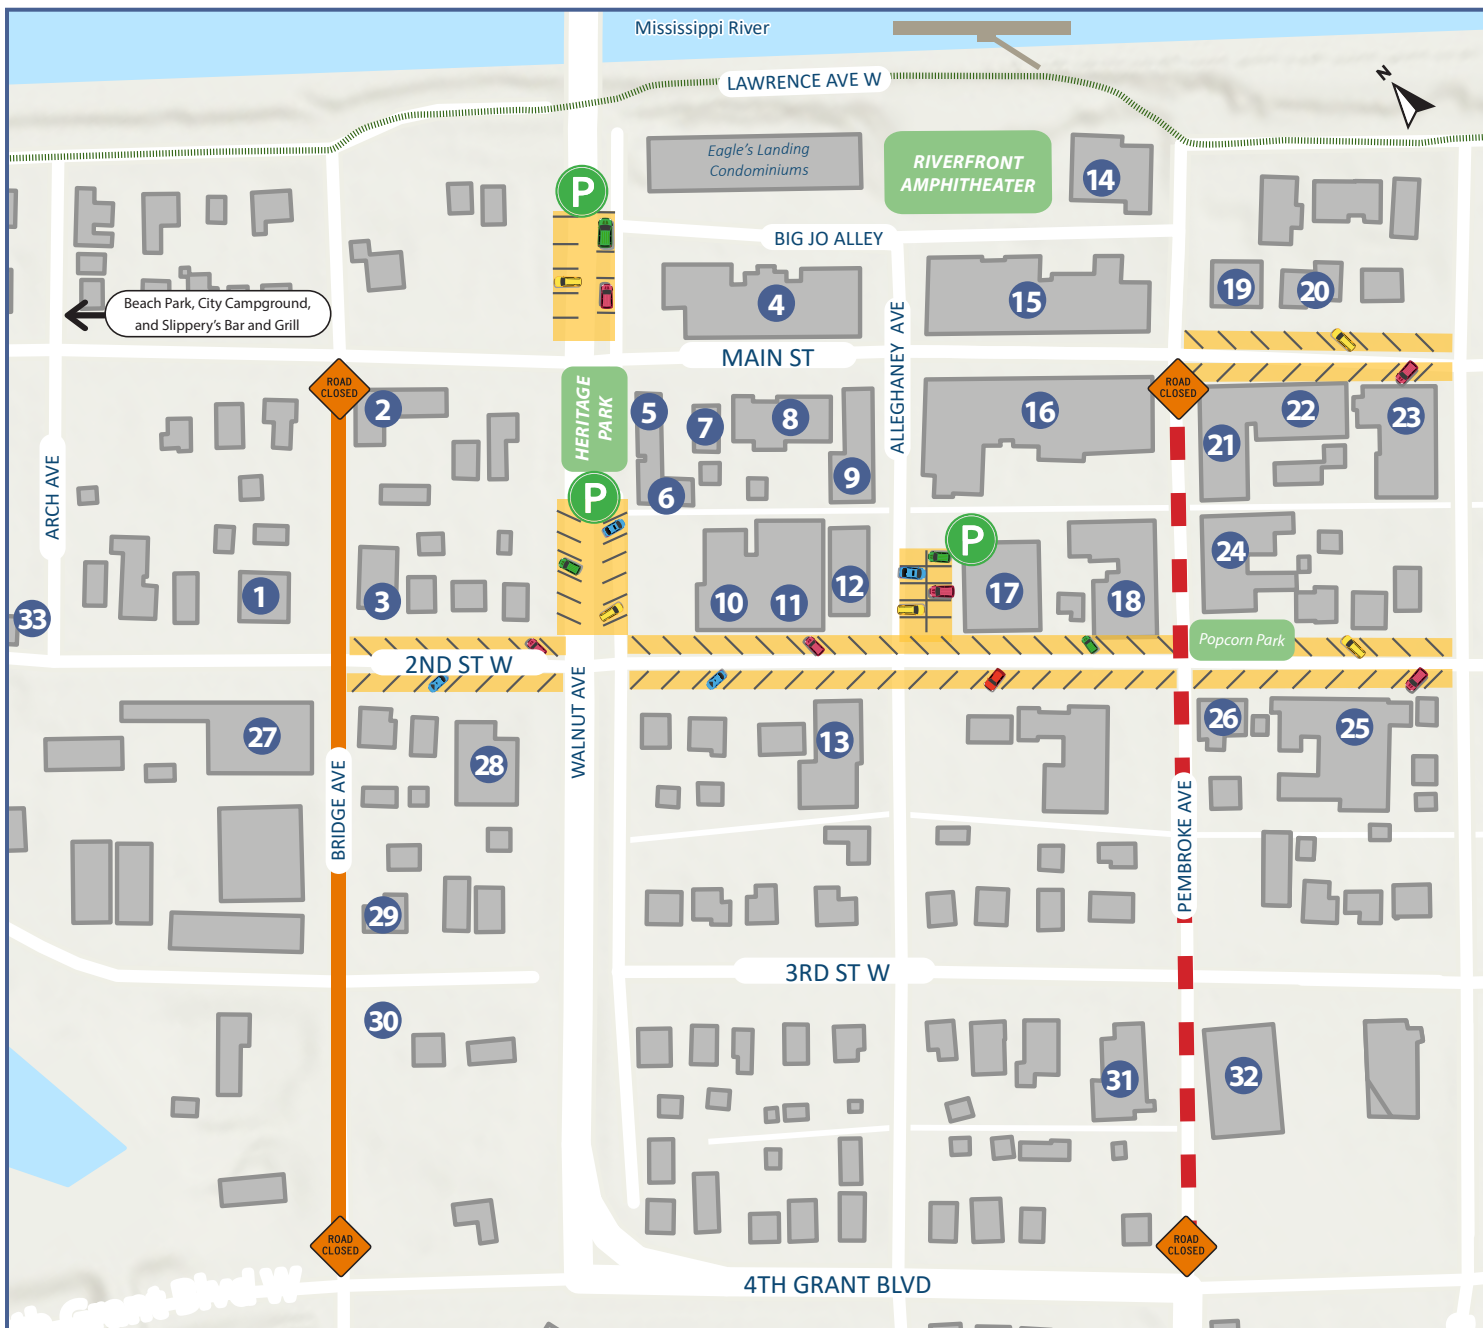 Mississippi River
N
LAWRENCE AVE W
Eagle's Landing
Condominiums
RIVERFRONT
AMPHITHEATER
14
P
BIG JO ALLEY
19
20
Beach Park, City Campground,
and Slippery's Bar and Grill
4
15
ALLEGHANEY AVE
MAIN ST
ROAD
CLOSED
ROAD
CLOSED
HERITAGE
PARK
2
5
7
8
16
21
22
23
ARCH AVE
P
6
9
P
24
1
3
10
11
12
17
18
33
Popcorn Park
2ND ST W
WALNUT AVE
27
28
13
26
25
BRIDGE AVE
PEMBROKE AVE
29
3RD ST W
30
31
32
ROAD
CLOSED
ROAD
CLOSED
4TH GRANT BLVD
th Grant Blvd W